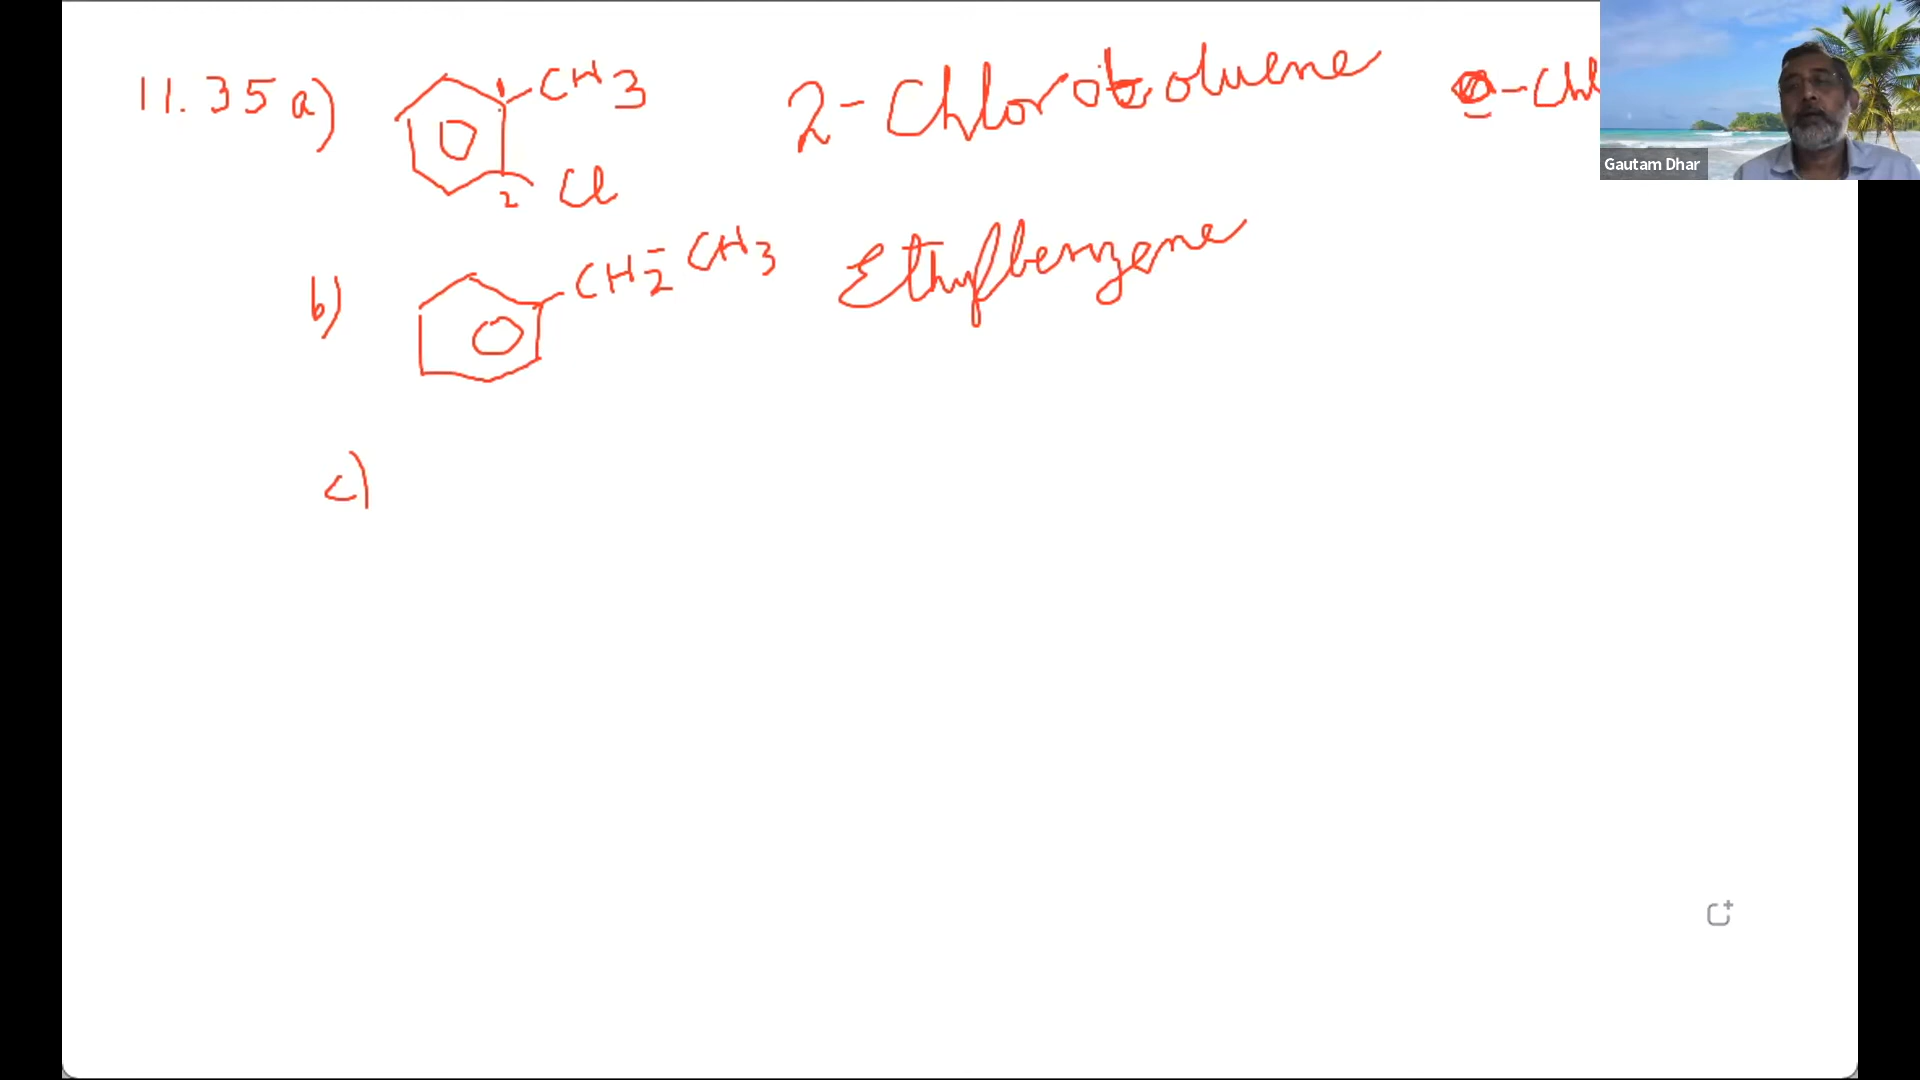 11.35 a) 1 CH3 2-Chlorotoluene o-Chl
2 Cl
Gautam Dhar
b) CH2-CH3 Ethylbenzene
c)